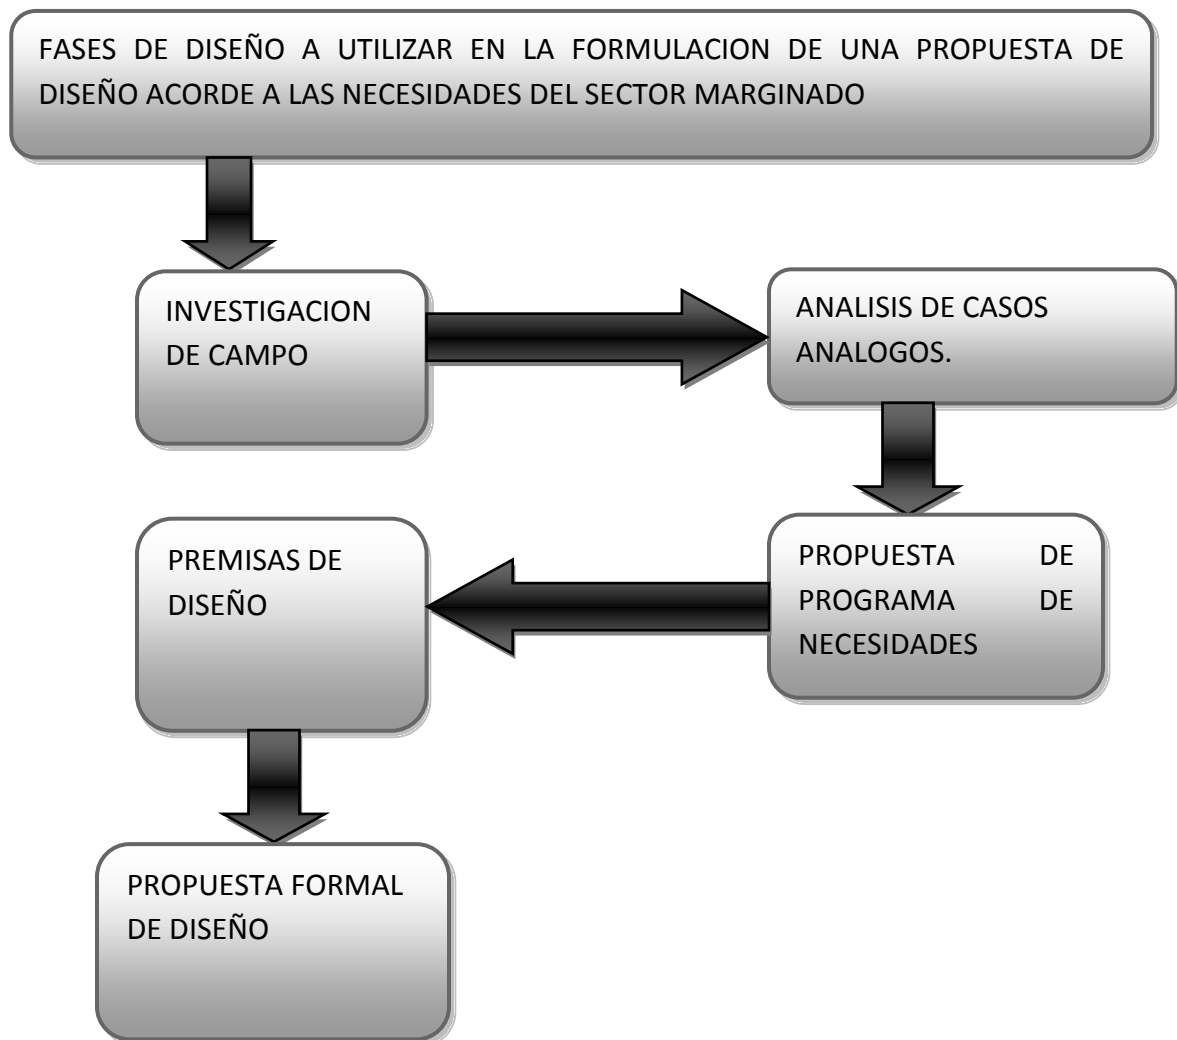 FASES DE DISEÑO A UTILIZAR EN LA FORMULACION DE UNA PROPUESTA DE
DISEÑO ACORDE A LAS NECESIDADES DEL SECTOR MARGINADO
INVESTIGACION
DE CAMPO
ANALISIS DE CASOS
ANALOGOS.
PROPUESTA DE
PROGRAMA DE
NECESIDADES
PREMISAS DE
DISEÑO
PROPUESTA FORMAL
DE DISEÑO